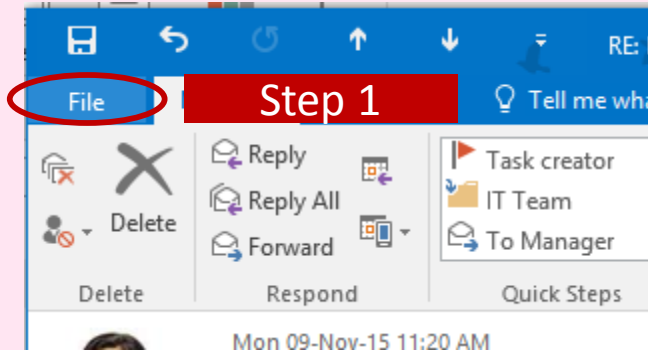 RE:
File
Step 1
Tell me wha
Reply
Task creator
Reply All
IT Team
Delete
Forward
To Manager
Delete
Respond
Quick Steps
Mon 09-Nov-15 11:20 AM